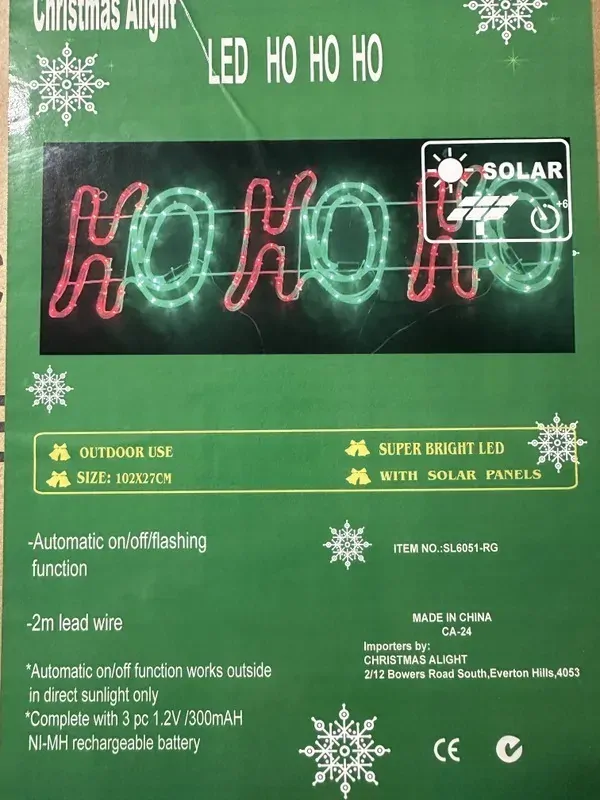 Christmas Alight
LED HO HO HO
HO HO HO
SOLAR
+6
OUTDOOR USE
SUPER BRIGHT LED
SIZE: 102X27CM
WITH SOLAR PANELS
-Automatic on/off/flashing
function
ITEM NO.:SL6051-RG
-2m lead wire
MADE IN CHINA
CA-24
Importers by:
CHRISTMAS ALIGHT
2/12 Bowers Road South,Everton Hills,4053
*Automatic on/off function works outside
in direct sunlight only
*Complete with 3 pc 1.2V /300mAH
NI-MH rechargeable battery
CE